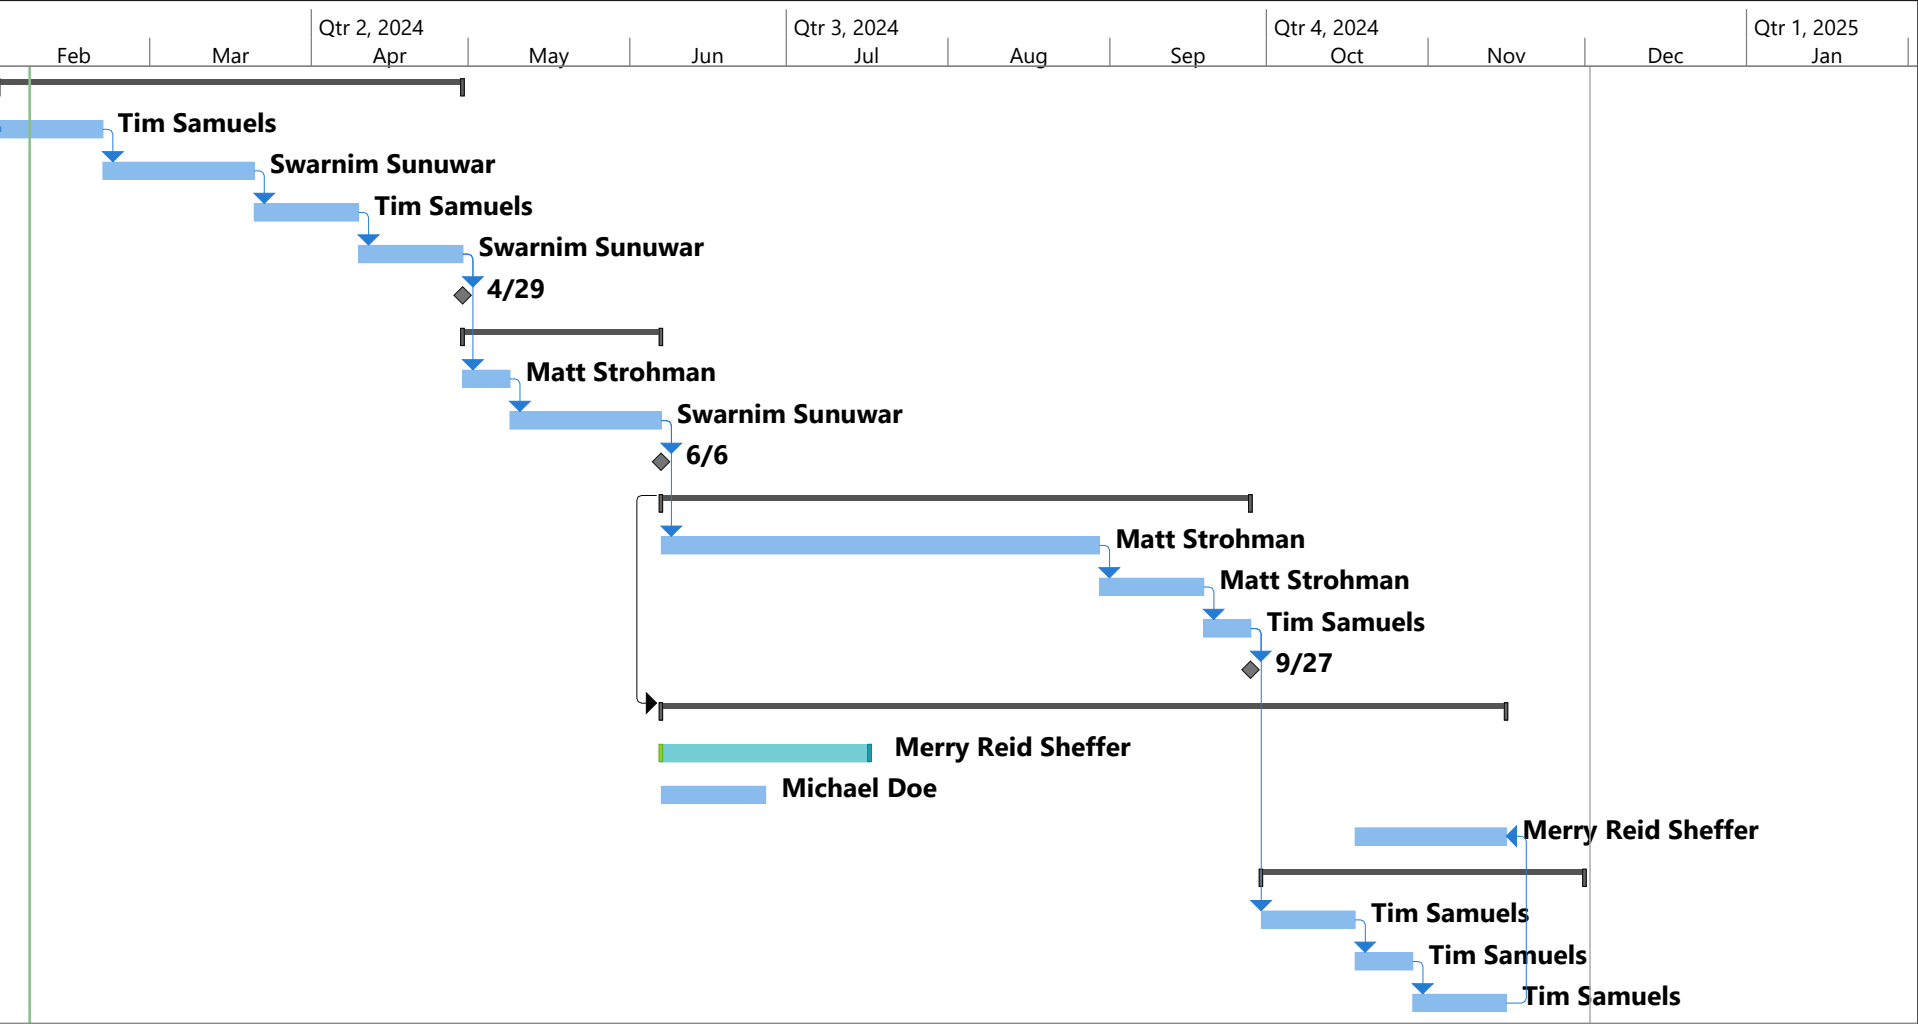 Qtr 2, 2024 Qtr 3, 2024 Qtr 4, 2024 Qtr 1, 2025
Feb Mar Apr May Jun Jul Aug Sep Oct Nov Dec Jan
Tim Samuels
Swarnim Sunuwar
Tim Samuels
Swarnim Sunuwar
4/29
Matt Strohman
Swarnim Sunuwar
6/6
Matt Strohman
Matt Strohman
Tim Samuels
9/27
Merry Reid Sheffer
Michael Doe
Merry Reid Sheffer
Tim Samuels
Tim Samuels
Tim Samuels